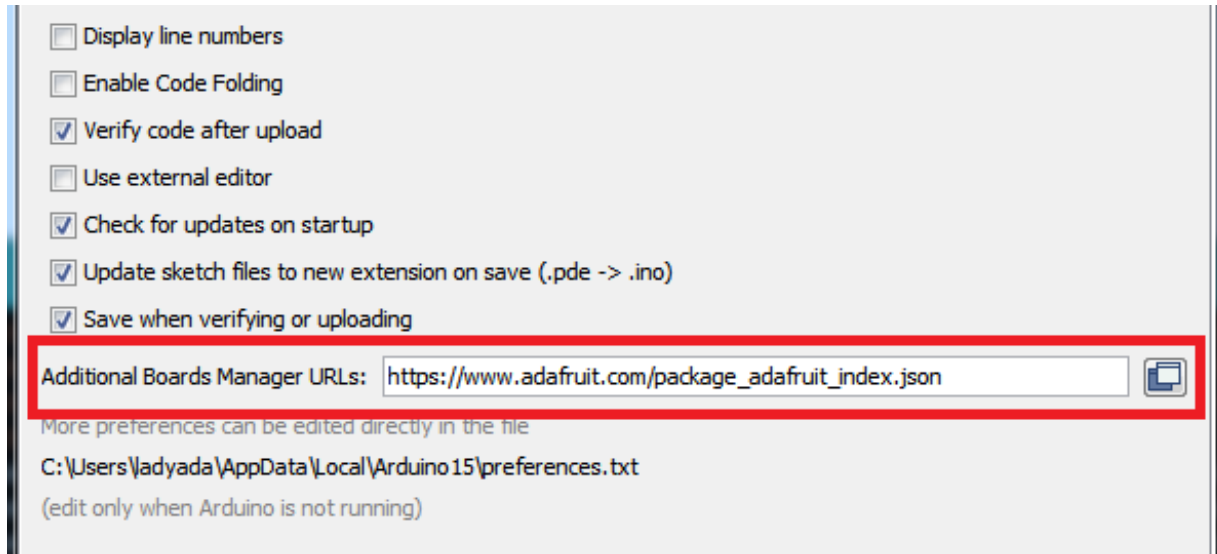 Display line numbers
Enable Code Folding
Verify code after upload
Use external editor
Check for updates on startup
Update sketch files to new extension on save (.pde -> .ino)
Save when verifying or uploading
Additional Boards Manager URLs: https://www.adafruit.com/package_adafruit_index.json
More preferences can be edited directly in the file
C:\Users\ladyada\AppData\Local\Arduino15\preferences.txt
(edit only when Arduino is not running)